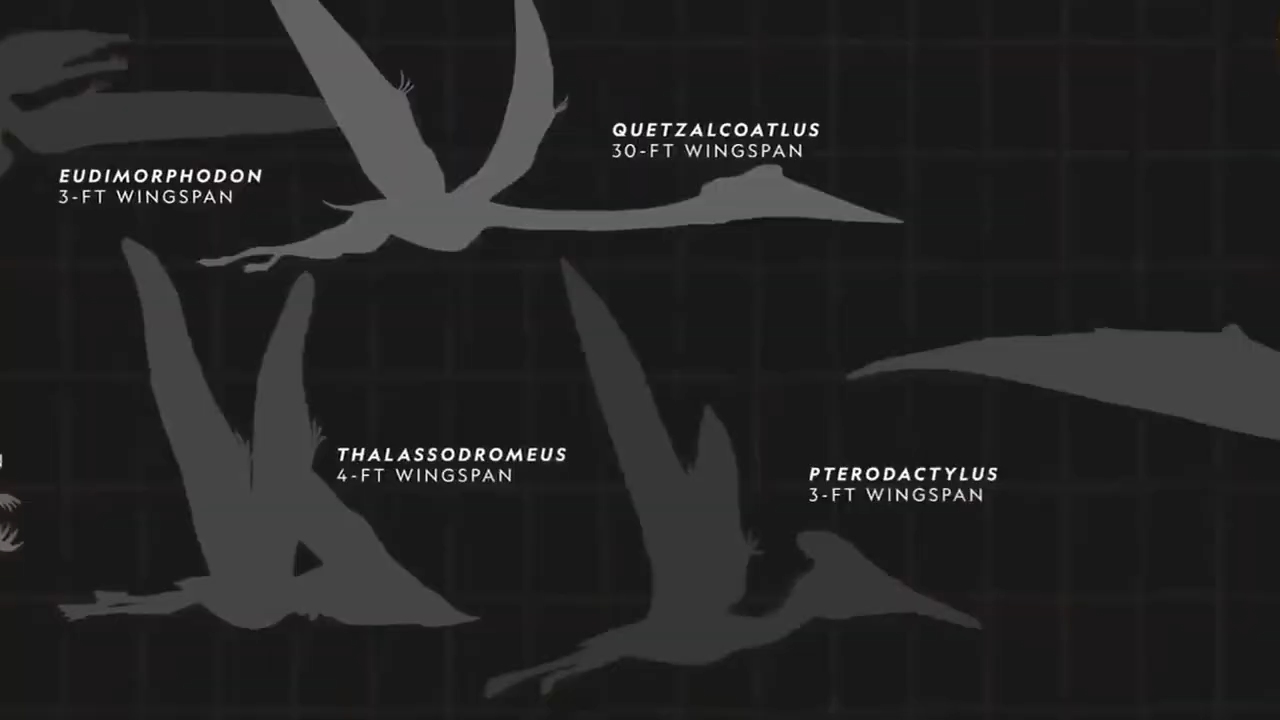 QUETZALCOATLUS
30-FT WINGSPAN
EUDIMORPHODON
3-FT WINGSPAN
THALASSODROMEUS
4-FT WINGSPAN
PTERODACTYLUS
3-FT WINGSPAN